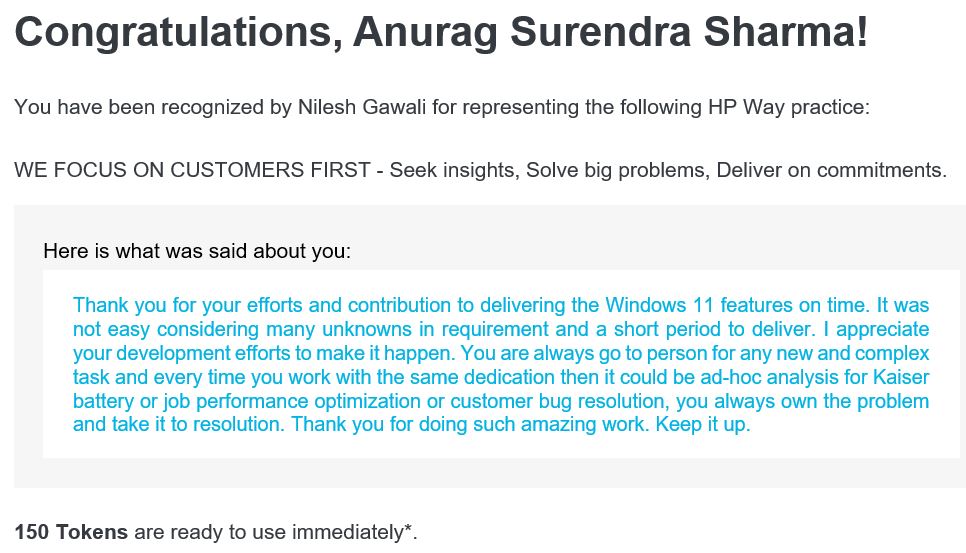 Congratulations, Anurag Surendra Sharma!
You have been recognized by Nilesh Gawali for representing the following HP Way practice:
WE FOCUS ON CUSTOMERS FIRST - Seek insights, Solve big problems, Deliver on commitments.
Here is what was said about you:
Thank you for your efforts and contribution to delivering the Windows 11 features on time. It was
not easy considering many unknowns in requirement and a short period to deliver. I appreciate
your development efforts to make it happen. You are always go to person for any new and complex
task and every time you work with the same dedication then it could be ad-hoc analysis for Kaiser
battery or job performance optimization or customer bug resolution, you always own the problem
and take it to resolution. Thank you for doing such amazing work. Keep it up.
150 Tokens are ready to use immediately*.